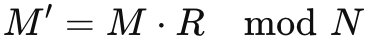 M′ = M · R mod N